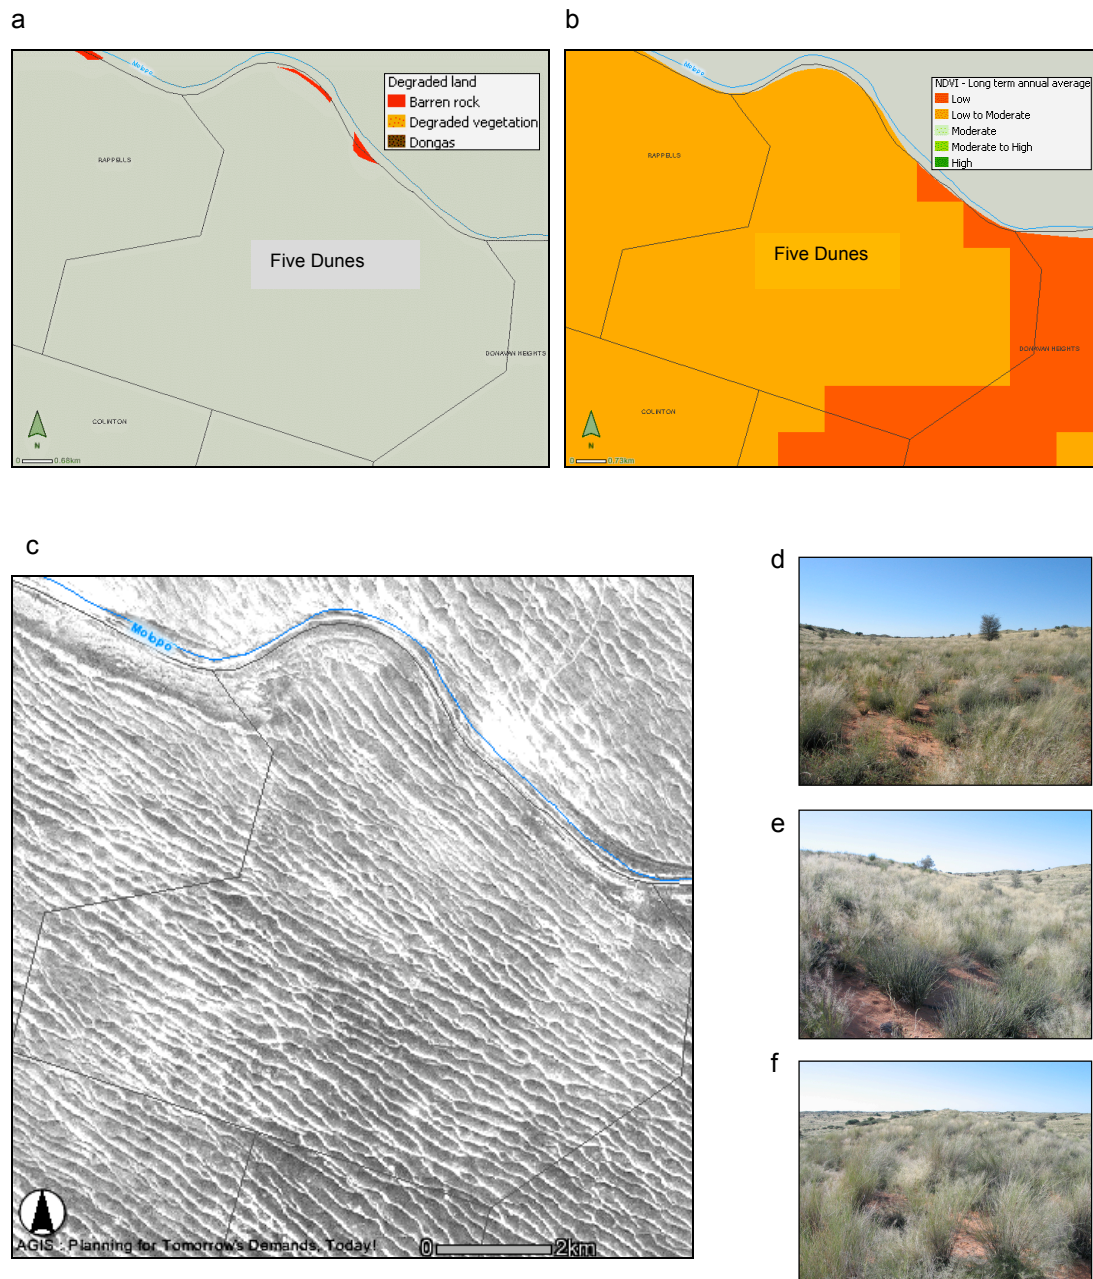 a
Molopo
Degraded land
Barren rock
Degraded vegetation
Dongas
RAPPELLS
Five Dunes
DONAVAN HEIGHTS
COLINTON
N
0 0.68km
b
Molopo
NDVI - Long term annual average
Low
Low to Moderate
Moderate
Moderate to High
High
RAPPELLS
Five Dunes
DONAVAN HEIGHTS
COLINTON
N
0 0.73km
c
Molopo
AGIS : Planning for Tomorrow's Demands, Today!
0 2km
d
e
f